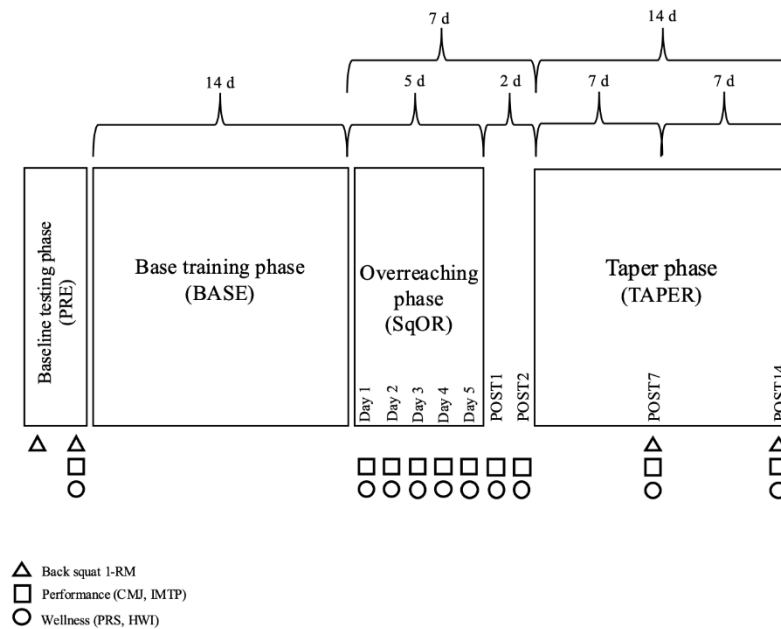 7 d
14 d
14 d
5 d
2 d
7 d
7 d
Baseline testing phase
(PRE)
Base training phase
(BASE)
Overreaching
phase
(SqOR)
Day 1
Day 2
Day 3
Day 4
Day 5
POST1
POST2
Taper phase
(TAPER)
POST7
POST14
Back squat 1-RM
Performance (CMJ, IMTP)
Wellness (PRS, HWI)